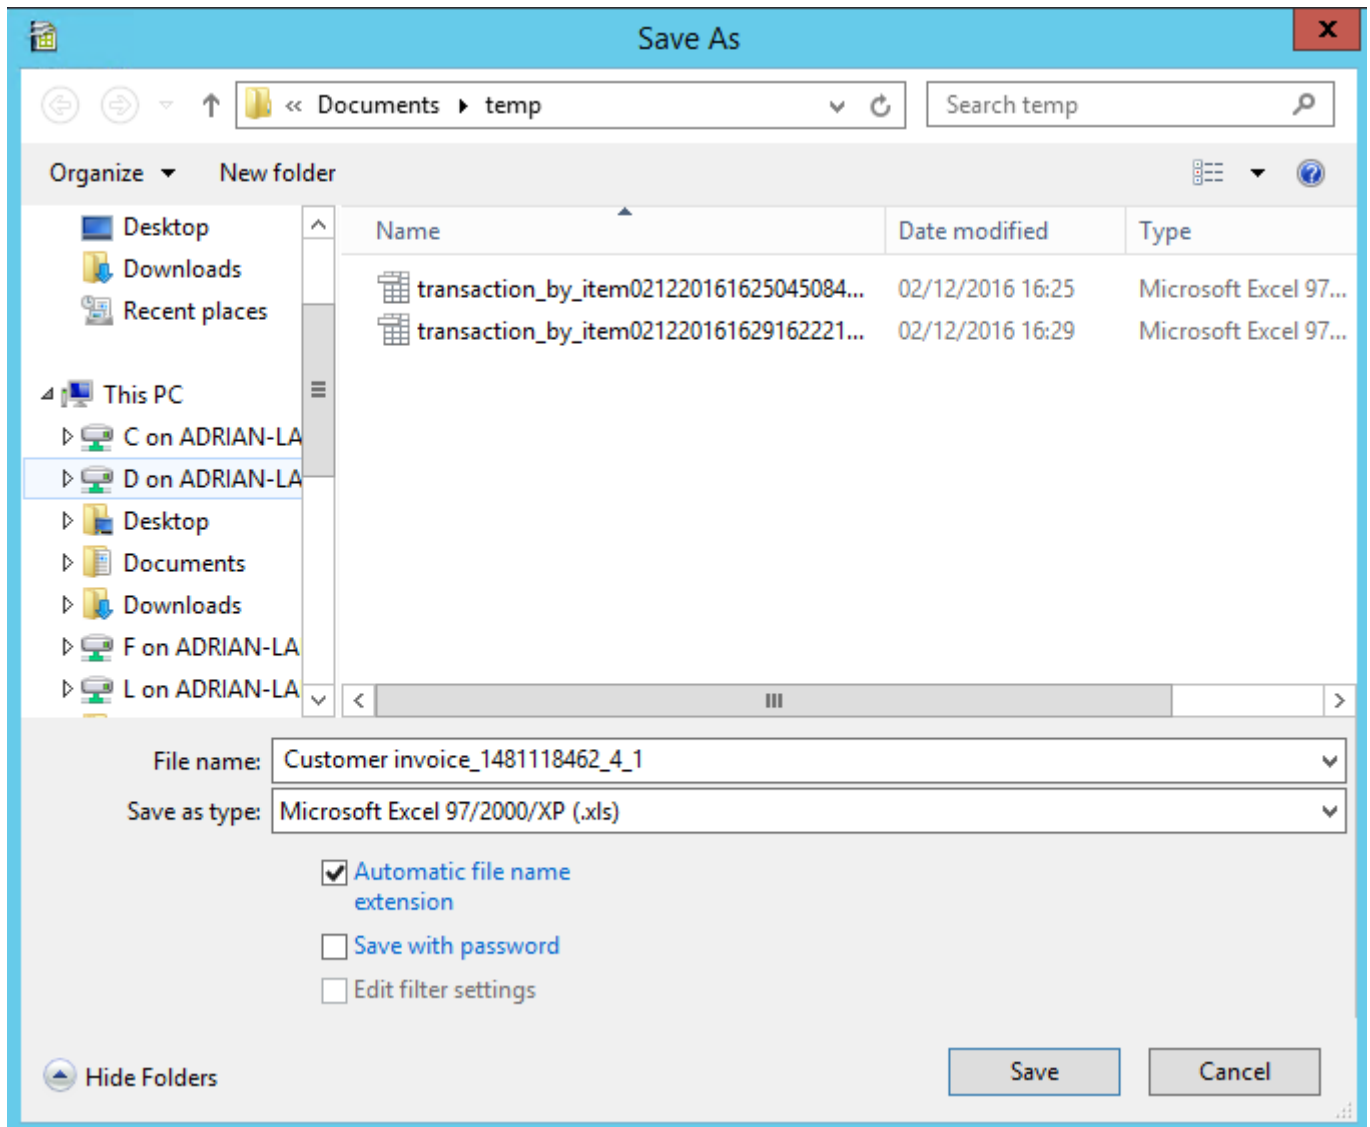 Save As
x
« Documents temp
Search temp
Organize
New folder
Name
Date modified
Type
Desktop
Downloads
Recent places
This PC
C on ADRIAN-LA
D on ADRIAN-LA
Desktop
Documents
Downloads
F on ADRIAN-LA
L on ADRIAN-LA
transaction_by_item021220161625045084... 02/12/2016 16:25 Microsoft Excel 97...
transaction_by_item021220161629162221... 02/12/2016 16:29 Microsoft Excel 97...
File name: Customer invoice_1481118462_4_1
Save as type: Microsoft Excel 97/2000/XP (.xls)
Automatic file name
extension
Save with password
Edit filter settings
Hide Folders
Save
Cancel